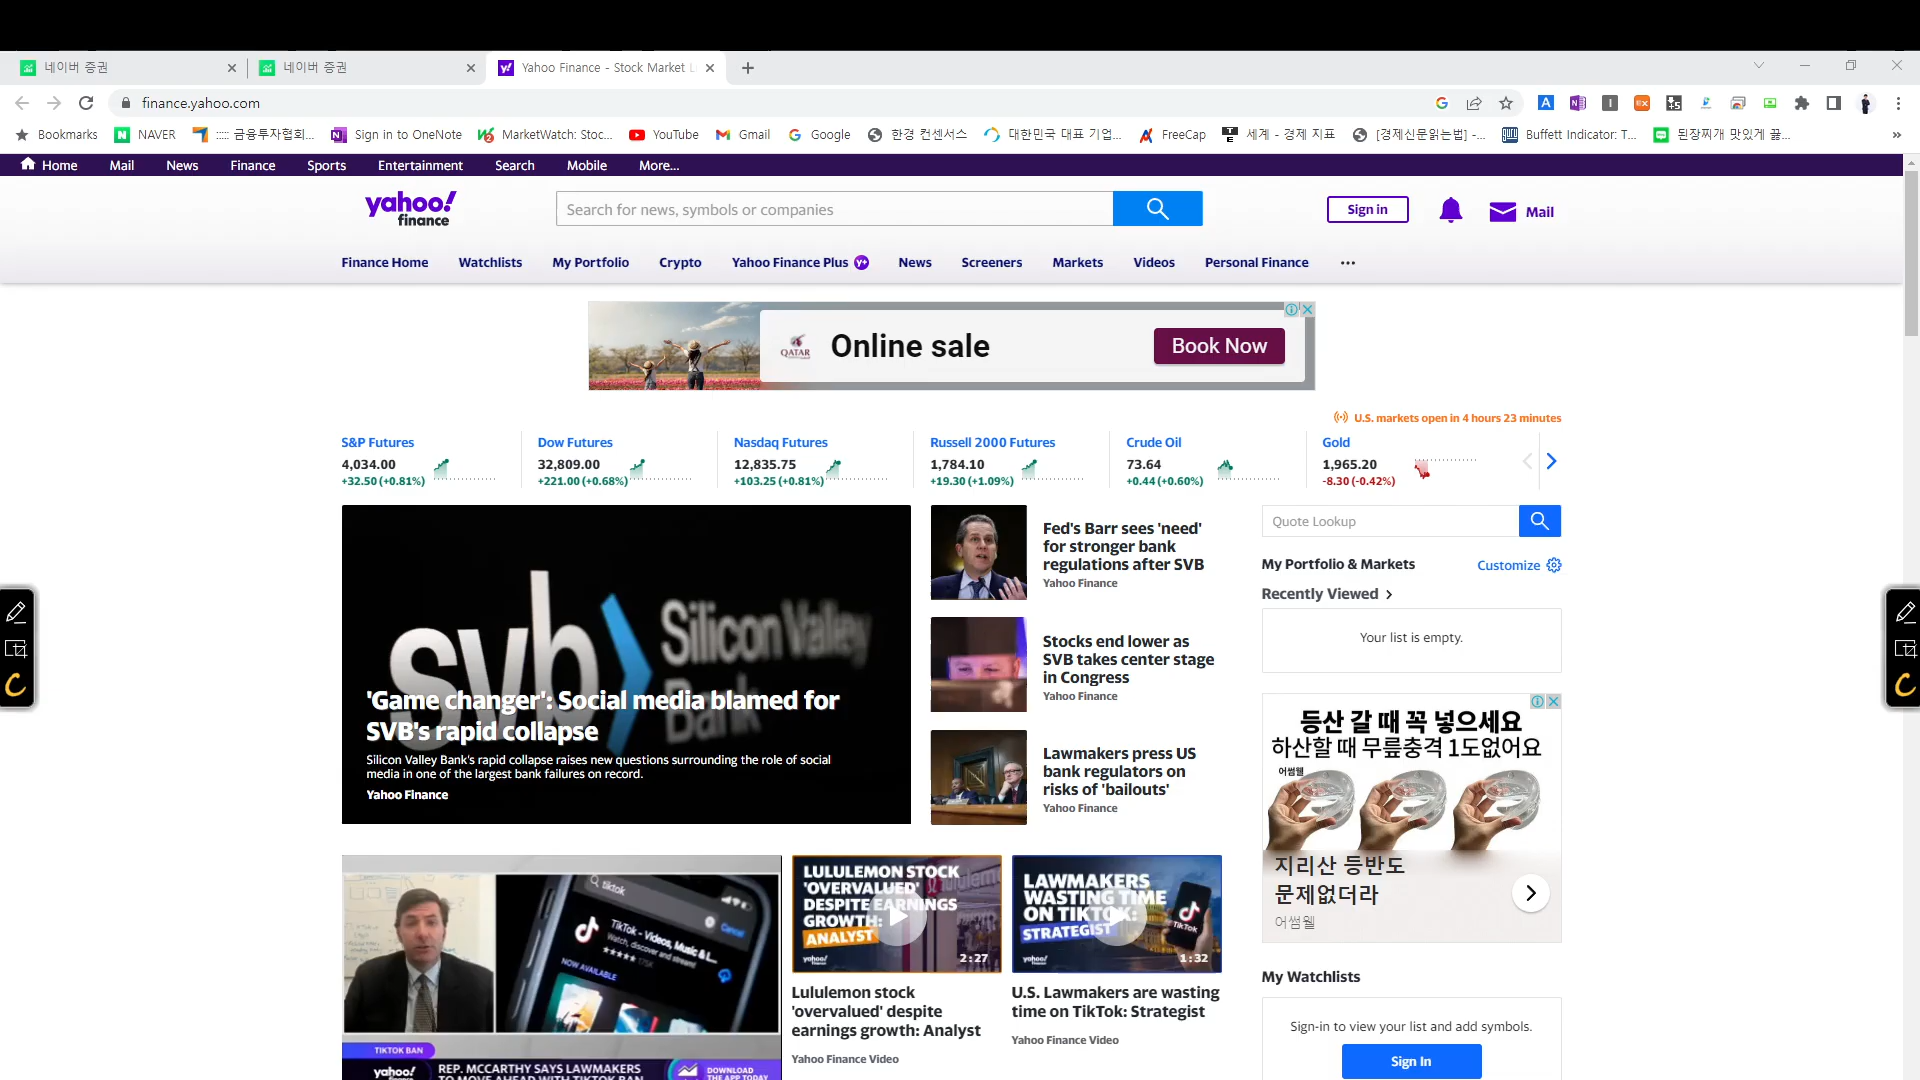 네이버 증권
네이버 증권
Yahoo Finance - Stock Market L
finance.yahoo.com
Bookmarks
NAVER
::::: 금융투자협회...
Sign in to OneNote
MarketWatch: Stoc...
YouTube
Gmail
Google
한경 컨센서스
대한민국 대표 기업...
FreeCap
세계 - 경제 지표
[경제신문읽는법] -...
Buffett Indicator: T...
된장찌개 맛있게 끓...
Home
Mail
News
Finance
Sports
Entertainment
Search
Mobile
More...
yahoo!
finance
Search for news, symbols or companies
Sign in
Mail
Finance Home
Watchlists
My Portfolio
Crypto
Yahoo Finance Plus
News
Screeners
Markets
Videos
Personal Finance
QATAR
Online sale
Book Now
U.S. markets open in 4 hours 23 minutes
S&P Futures
4,034.00
+32.50 (+0.81%)
Dow Futures
32,809.00
+221.00 (+0.68%)
Nasdaq Futures
12,835.75
+103.25 (+0.81%)
Russell 2000 Futures
1,784.10
+19.30 (+1.09%)
Crude Oil
73.64
+0.44 (+0.60%)
Gold
1,965.20
-8.30 (-0.42%)
svb
Silicon Valley
Bank
'Game changer': Social media blamed for
SVB's rapid collapse
Silicon Valley Bank's rapid collapse raises new questions surrounding the role of social
media in one of the largest bank failures on record.
Yahoo Finance
Fed's Barr sees 'need'
for stronger bank
regulations after SVB
Yahoo Finance
Stocks end lower as
SVB takes center stage
in Congress
Yahoo Finance
Lawmakers press US
bank regulators on
risks of 'bailouts'
Yahoo Finance
Quote Lookup
My Portfolio & Markets
Customize
Recently Viewed
Your list is empty.
등산 갈 때 꼭 넣으세요
하산할 때 무릎충격 1도없어요
어썸웰
지리산 등반도
문제없더라
어썸웰
My Watchlists
Sign-in to view your list and add symbols.
Sign In
tiktok
Cancel
TikTok - Videos, Music & L...
Watch, discover and stream!
NOW AVAILABLE
TIKTOK BAN
yahoo!
REP. MCCARTHY SAYS LAWMAKERS
TO MOVE AHEAD WITH TIKTOK BAN
DOWNLOAD
THE APP TODAY
LULULEMON STOCK
'OVERVALUED'
DESPITE EARNINGS
GROWTH:
ANALYST
yahoo!
finance
2:27
Lululemon stock
'overvalued' despite
earnings growth: Analyst
Yahoo Finance Video
LAWMAKERS
WASTING TIME
ON TIKTOK:
STRATEGIST
TikTok
yahoo!
finance
1:32
U.S. Lawmakers are wasting
time on TikTok: Strategist
Yahoo Finance Video